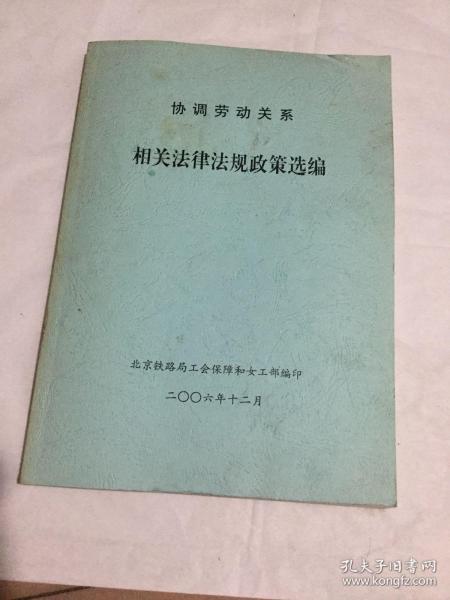 协调劳动关系
相关法律法规政策选编
北京铁路局工会保障和女工部编印
二〇〇六年十二月
孔夫子旧书网
www.kongfz.com